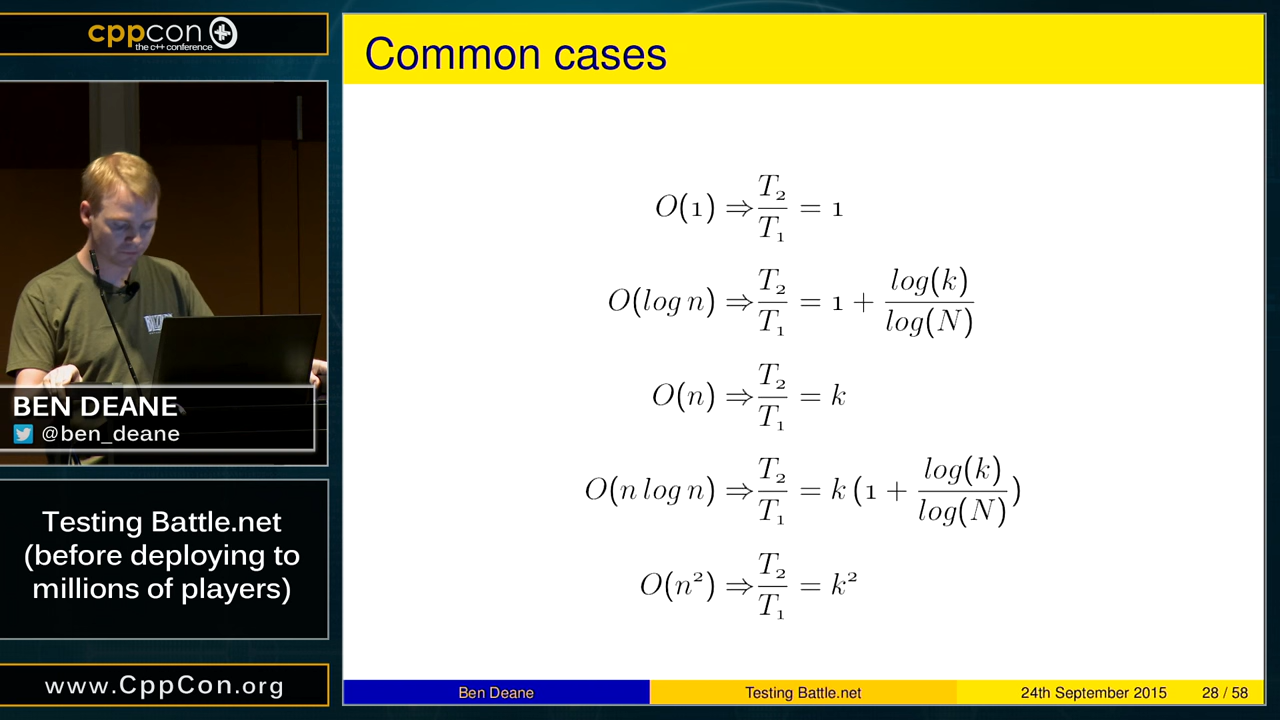 cppcon
the c++ conference
BEN DEANE
@ben_deane
Testing Battle.net
(before deploying to
millions of players)
www.CppCon.org
Common cases
O(1) ⇒ T₂/T₁ = 1
O(log n) ⇒ T₂/T₁ = 1 + log(k)/log(N)
O(n) ⇒ T₂/T₁ = k
O(n log n) ⇒ T₂/T₁ = k (1 + log(k)/log(N))
O(n²) ⇒ T₂/T₁ = k²
Ben Deane Testing Battle.net 24th September 2015 28 / 58